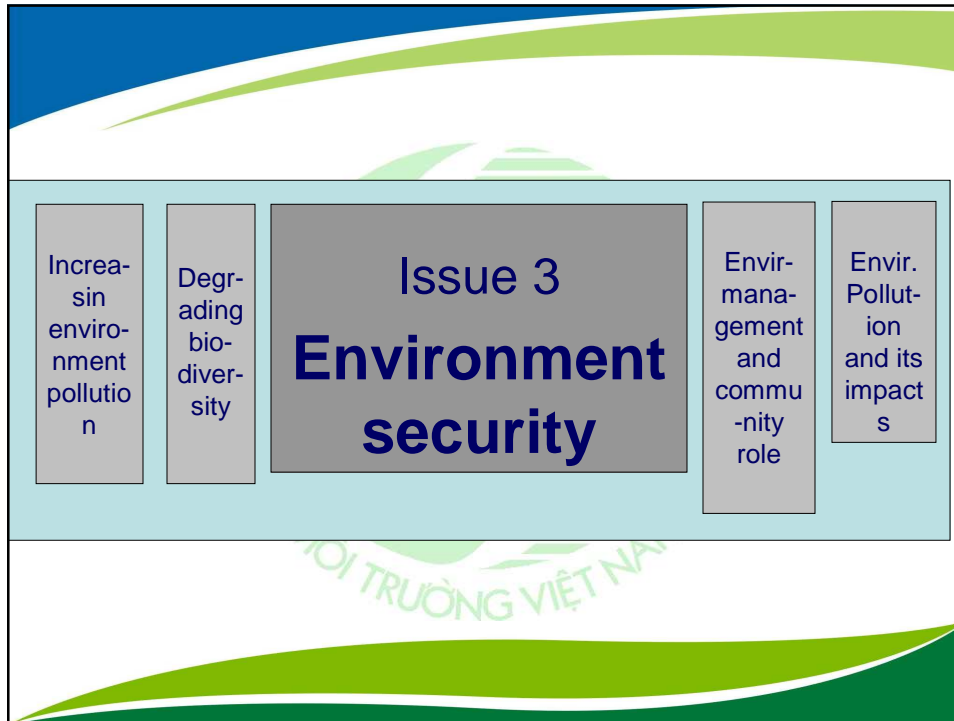 Increa-
sin
enviro-
nment
pollutio
n
Degr-
ading
bio-
diver-
sity
Issue 3
Environment
security
Envir-
mana-
gement
and
commu
-nity
role
Envir.
Pollut-
ion
and its
impact
s
TRƯỜNG VIỆT NAM